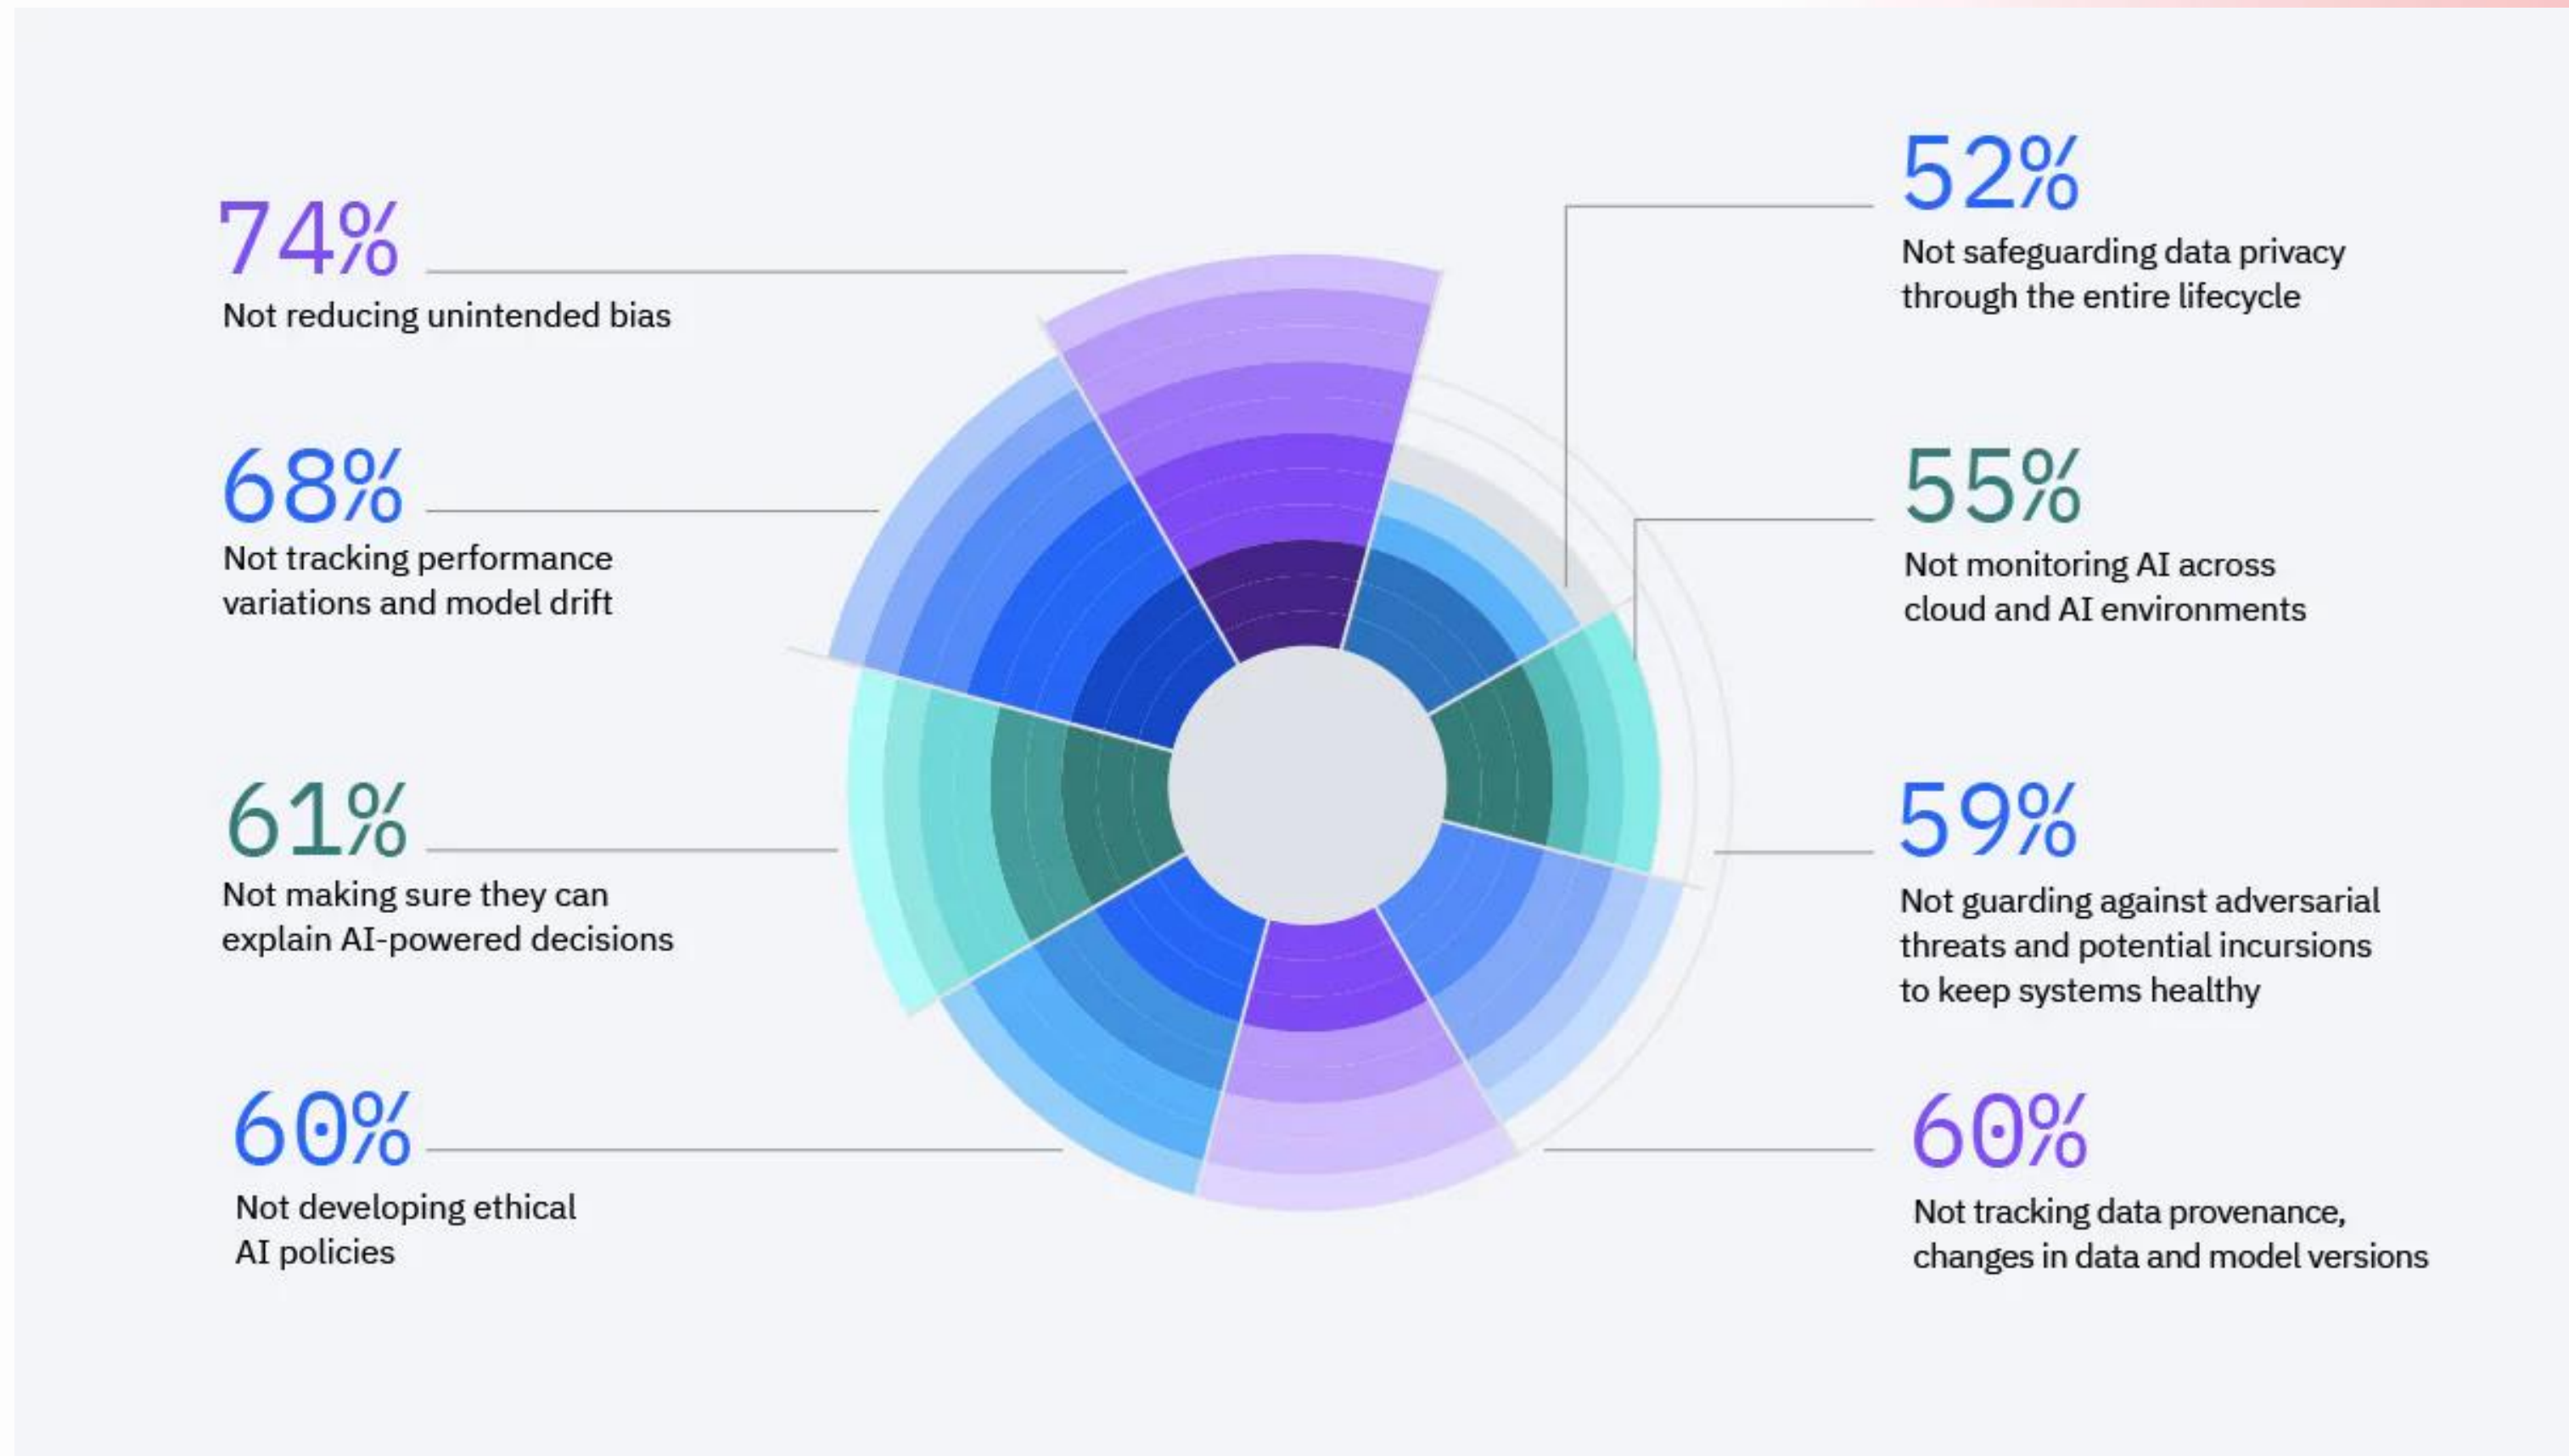 74%
Not reducing unintended bias
68%
Not tracking performance
variations and model drift
61%
Not making sure they can
explain AI-powered decisions
60%
Not developing ethical
AI policies
52%
Not safeguarding data privacy
through the entire lifecycle
55%
Not monitoring AI across
cloud and AI environments
59%
Not guarding against adversarial
threats and potential incursions
to keep systems healthy
60%
Not tracking data provenance,
changes in data and model versions